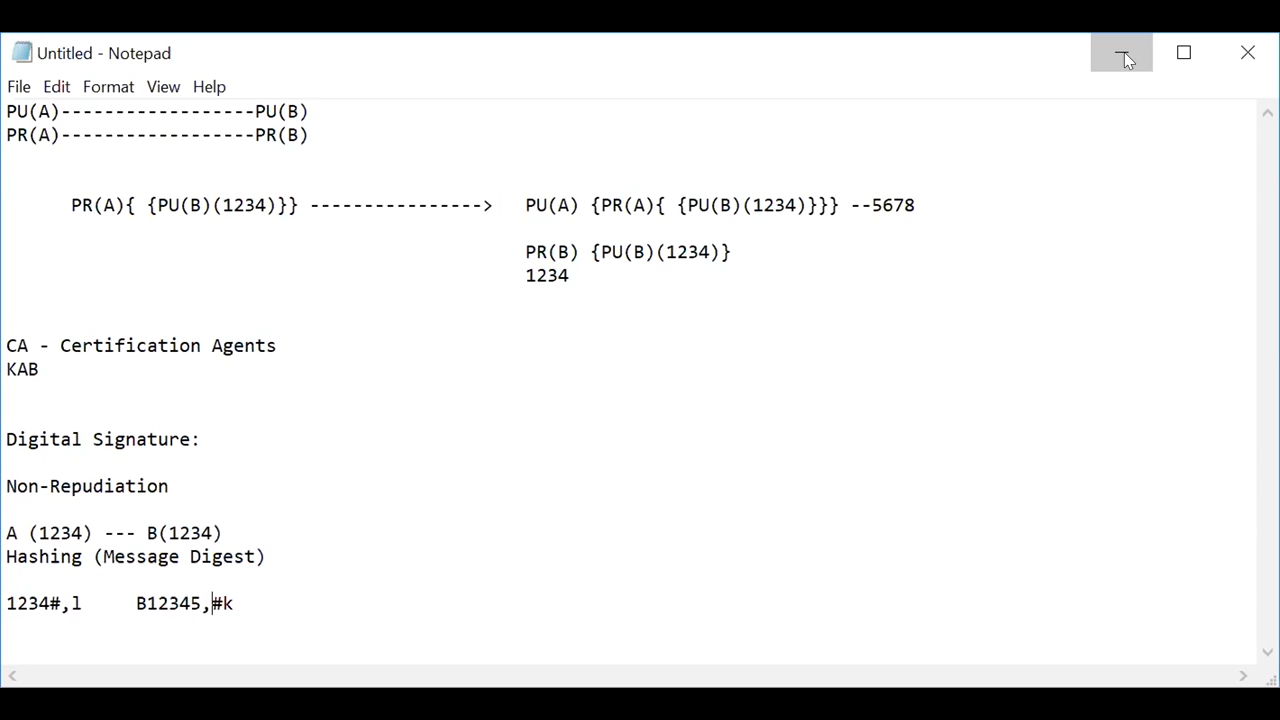 Untitled - Notepad
File Edit Format View Help
PU(A)------------------PU(B)
PR(A)------------------PR(B)
PR(A){ {PU(B)(1234)}} ----------------> PU(A) {PR(A){ {PU(B)(1234)}}} --5678
PR(B) {PU(B)(1234)}
1234
CA - Certification Agents
KAB
Digital Signature:
Non-Repudiation
A (1234) --- B(1234)
Hashing (Message Digest)
1234#,l B12345,#k